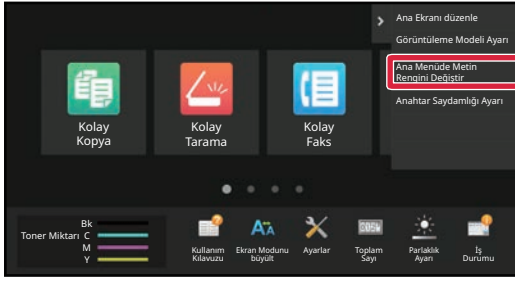 Ana Ekranı düzenle
Görüntüleme Modeli Ayarı
Ana Menüde Metin
Rengini Değiştir
Anahtar Saydamlığı Ayarı
Kolay
Kopya
Kolay
Tarama
Kolay
Faks
Toner Miktarı
Bk
C
M
Y
Kullanım
Kılavuzu
Ekran Modunu
büyült
Ayarlar
Toplam
Sayı
Parlaklık
Ayarı
İş
Durumu